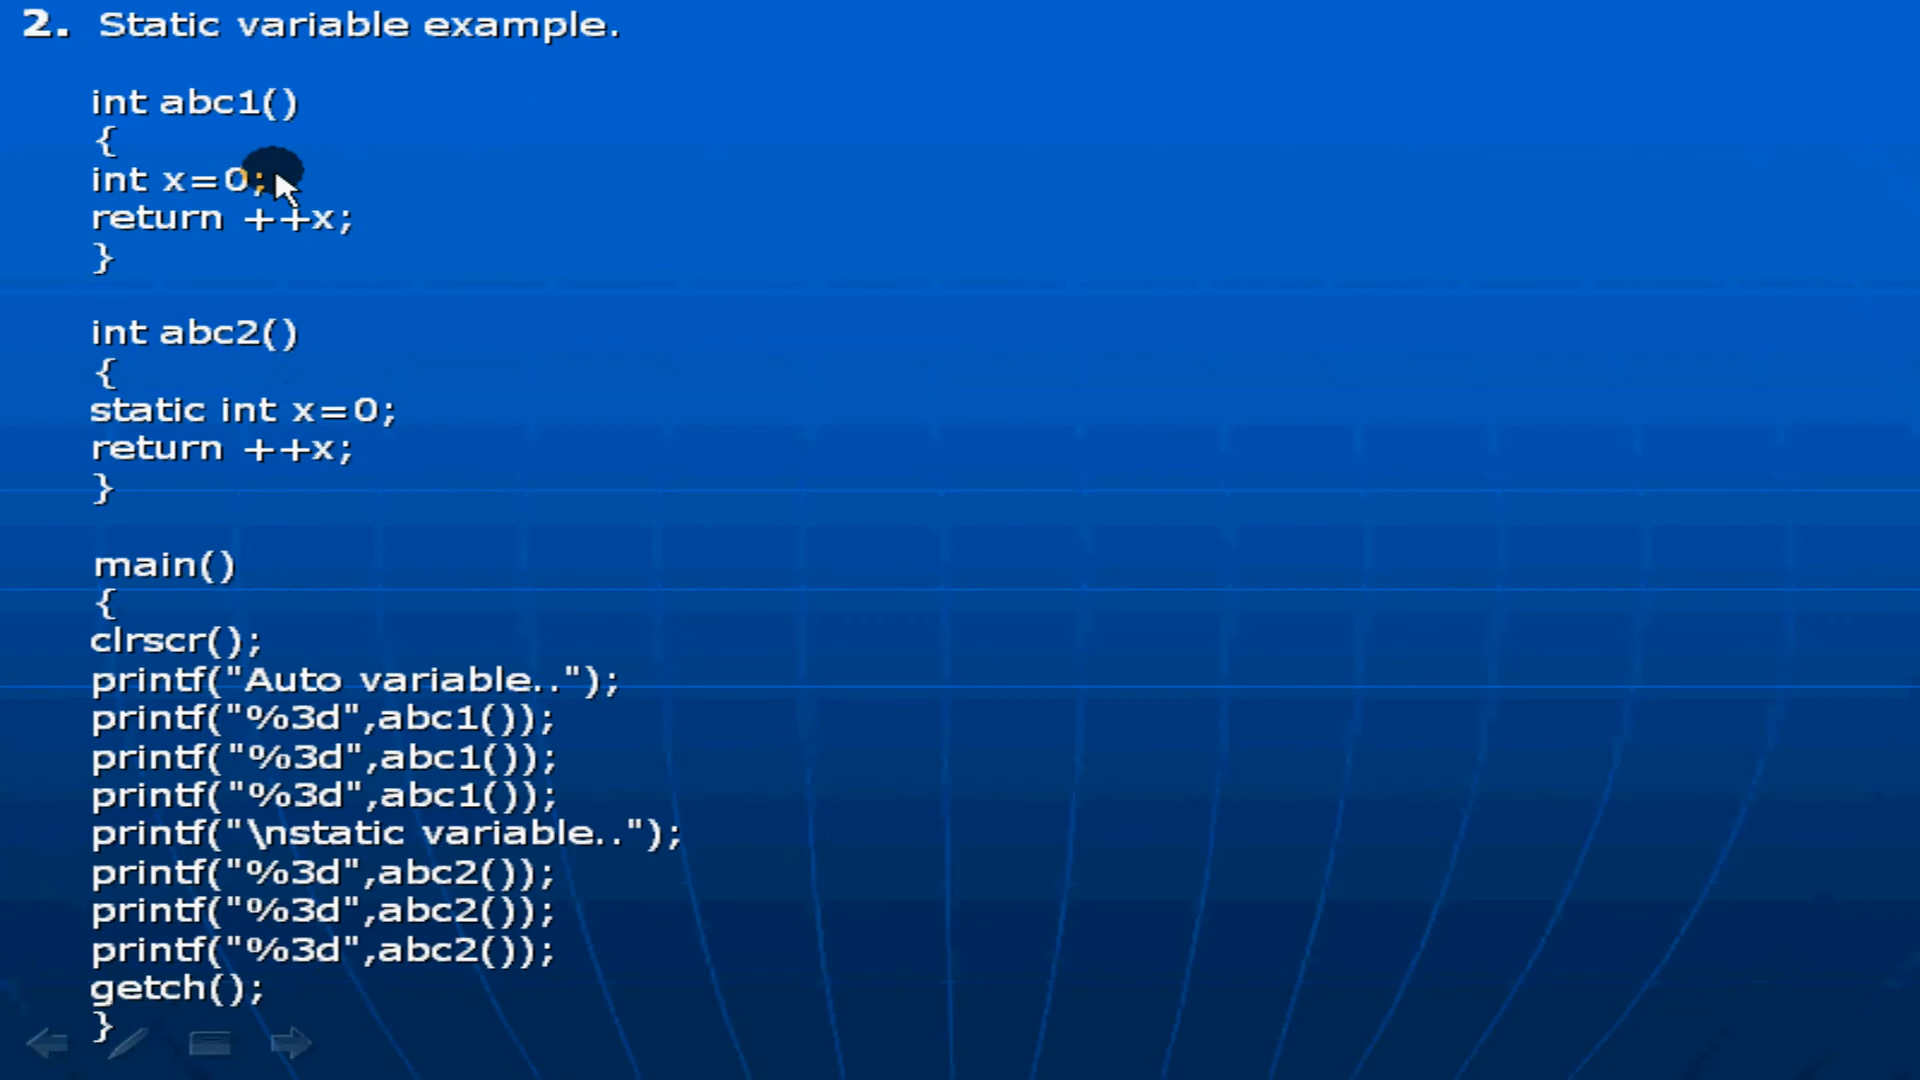 2. Static variable example.
int abc1()
{
int x=0;
return ++x;
}
int abc2()
{
static int x=0;
return ++x;
}
main()
{
clrscr();
printf("Auto variable..");
printf("%3d",abc1());
printf("%3d",abc1());
printf("%3d",abc1());
printf("\nstatic variable..");
printf("%3d",abc2());
printf("%3d",abc2());
printf("%3d",abc2());
getch();
}